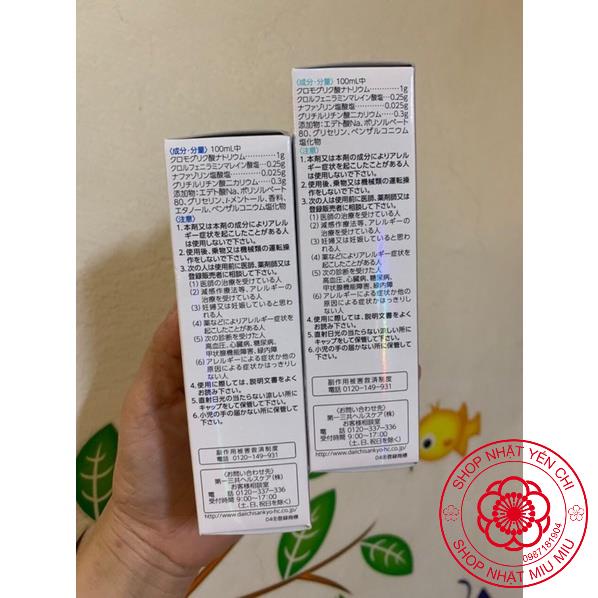 〈成分・分量〉100mL中
クロモグリク酸ナトリウム…………1g
クロルフェニラミンマレイン酸塩…0.25g
ナファゾリン塩酸塩…………0.025g
グリチルリチン酸二カリウム……0.3g
添加物：エデト酸Na、ポリソルベート
80、グリセリン、l-メントール、香料、
エタノール、ベンザルコニウム塩化物
〈注意〉
1.本剤又は本剤の成分によりアレル
ギー症状を起こしたことがある人
は使用しないで下さい。
2.使用後、乗物又は機械類の運転操
作をしないで下さい。
3.次の人は使用前に医師、薬剤師又は
登録販売者に相談して下さい。
(1)医師の治療を受けている人
(2)減感作療法等、アレルギーの
治療を受けている人
(3)妊婦又は妊娠していると思わ
れる人
(4)薬などによりアレルギー症状を
起こしたことがある人
(5)次の診断を受けた人
高血圧、心臓病、糖尿病、
甲状腺機能障害、緑内障
(6)アレルギーによる症状か他の
原因による症状かはっきりし
ない人
4.使用に際しては、説明文書をよく
お読み下さい。
5.直射日光の当たらない涼しい所に
キャップをして保管して下さい。
6.小児の手の届かない所に保管して
下さい。
副作用被害救済制度
電話 0120-149-931
〈お問い合わせ先〉
第一三共ヘルスケア(株)
お客様相談室
電話 0120-337-336
受付時間 9:00～17:00
(土、日、祝日を除く)
http://www.daiichisankyo-hc.co.jp/
04®登録商標
〈成分・分量〉100mL中
クロモグリク酸ナトリウム…………1g
クロルフェニラミンマレイン酸塩…0.25g
ナファゾリン塩酸塩…………0.025g
グリチルリチン酸二カリウム……0.3g
添加物：エデト酸Na、ポリソルベート
80、グリセリン、ベンザルコニウム
塩化物
〈注意〉
1.本剤又は本剤の成分によりアレル
ギー症状を起こしたことがある人
は使用しないで下さい。
2.使用後、乗物又は機械類の運転操
作をしないで下さい。
3.次の人は使用前に医師、薬剤師又は
登録販売者に相談して下さい。
(1)医師の治療を受けている人
(2)減感作療法等、アレルギーの
治療を受けている人
(3)妊婦又は妊娠していると思われる人
(4)薬などによりアレルギー症状を
起こしたことがある人
(5)次の診断を受けた人
高血圧、心臓病、糖尿病、
甲状腺機能障害、緑内障
(6)アレルギーによる症状か他の
原因による症状かはっきりし
ない人
4.使用に際しては、説明文書をよく
お読み下さい。
5.直射日光の当たらない涼しい所に
キャップをして保管して下さい。
6.小児の手の届かない所に保管して
下さい。
副作用被害救済制度
電話 0120-149-931
〈お問い合わせ先〉
第一三共ヘルスケア(株)
お客様相談室
電話 0120-337-336
受付時間 9:00～17:00
(土、日、祝日を除く)
http://www.daiichisankyo-hc.co.jp/
04®登録商標
SHOP NHẬT YẾN CHI
0987181904
SHOP NHẬT MIU MIU